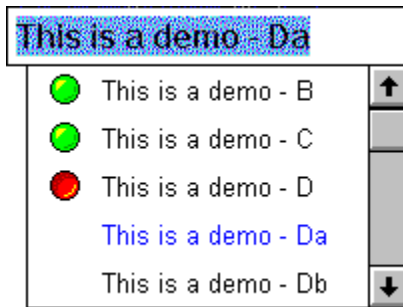 This is a demo - Da
This is a demo - B
This is a demo - C
This is a demo - D
This is a demo - Da
This is a demo - Db